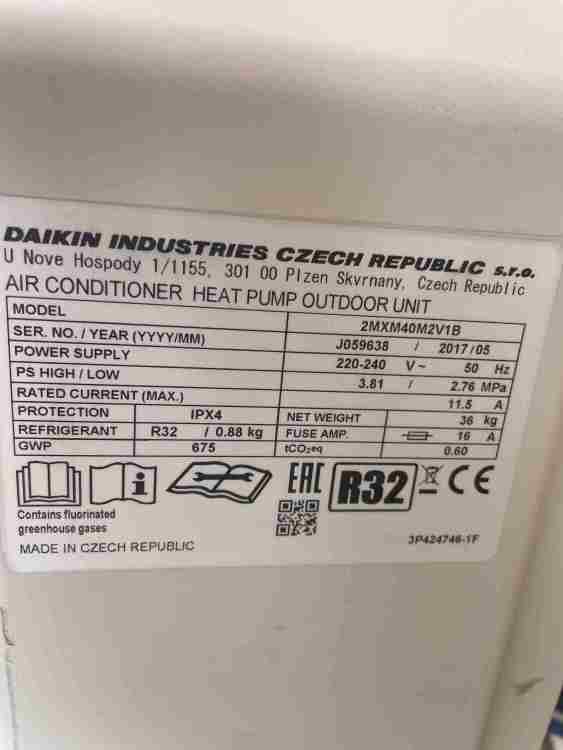 DAIKIN INDUSTRIES CZECH REPUBLIC s.r.o.
U Nove Hospody 1/1155, 301 00 Plzen Skvrnany, Czech Republic
AIR CONDITIONER HEAT PUMP OUTDOOR UNIT
MODEL 2MXM40M2V1B
SER. NO. / YEAR (YYYY/MM) J059638 / 2017/05
POWER SUPPLY 220-240 V~ 50 Hz
PS HIGH / LOW 3.81 / 2.76 MPa
RATED CURRENT (MAX.) 11.5 A
PROTECTION IPX4 NET WEIGHT 36 kg
REFRIGERANT R32 / 0.88 kg FUSE AMP. 16 A
GWP 675 tCO₂eq 0.60
i EAC R32 CE
Contains fluorinated
greenhouse gases
MADE IN CZECH REPUBLIC 3P424746-1F